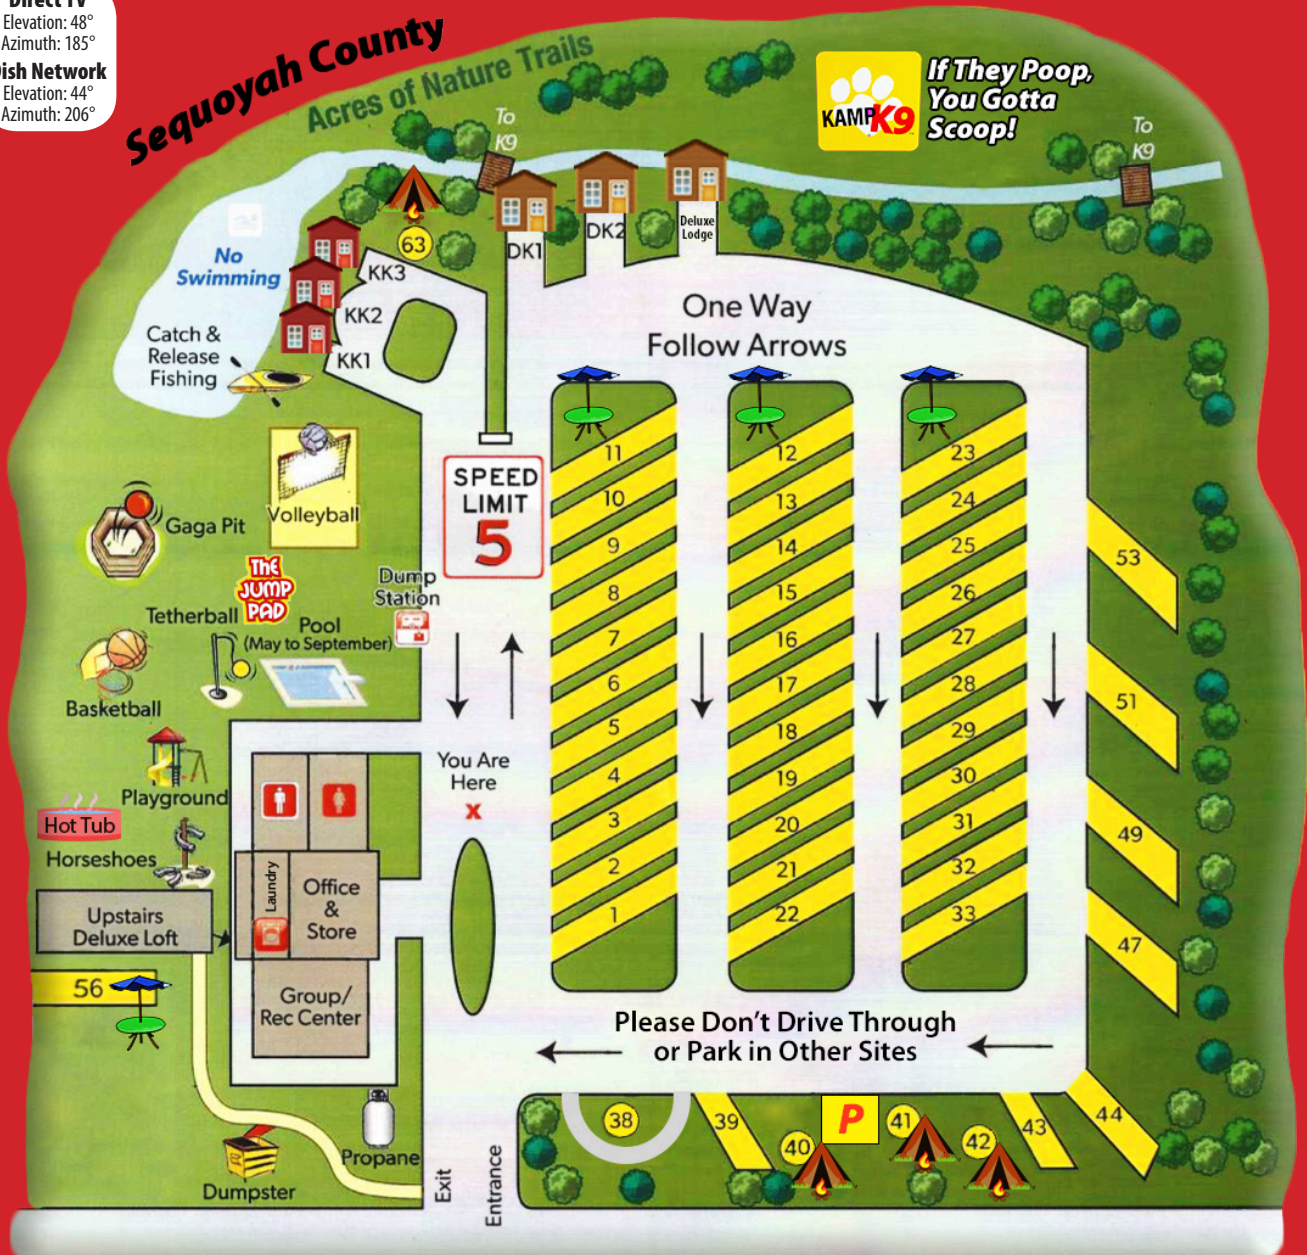 Direct TV
Elevation: 48°
Azimuth: 185°
Dish Network
Elevation: 44°
Azimuth: 206°
Sequoyah County
Acres of Nature Trails
KAMP K9
If They Poop,
You Gotta
Scoop!
To
K9
To
K9
63
DK1
DK2
Deluxe
Lodge
No
Swimming
KK3
KK2
KK1
Catch &
Release
Fishing
One Way
Follow Arrows
SPEED
LIMIT
5
Volleyball
Gaga Pit
THE
JUMP
PAD
Dump
Station
Tetherball
Pool
(May to September)
Basketball
Playground
Hot Tub
Horseshoes
You Are
Here
x
Laundry
Office
&
Store
Upstairs
Deluxe Loft
56
Group/
Rec Center
Propane
Dumpster
Exit
Entrance
11
10
9
8
7
6
5
4
3
2
1
12
13
14
15
16
17
18
19
20
21
22
23
24
25
26
27
28
29
30
31
32
33
53
51
49
47
Please Don't Drive Through
or Park in Other Sites
38
39
40
P
41
42
43
44